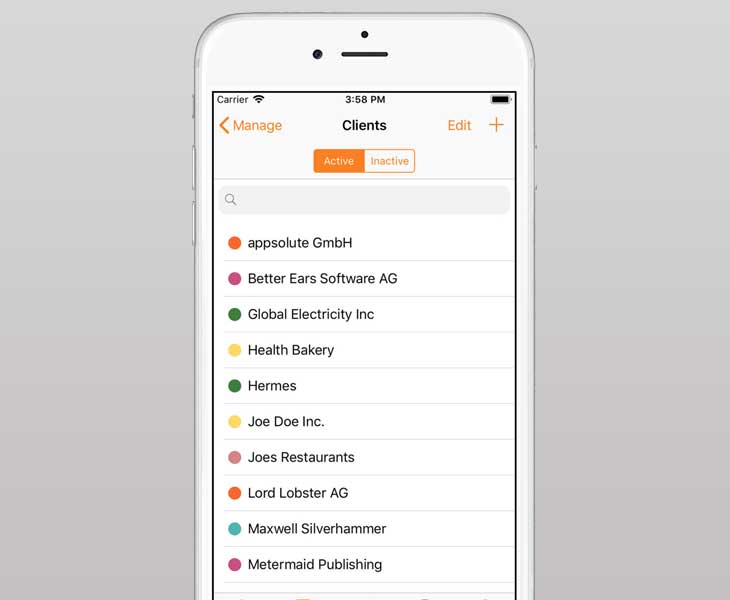 Carrier 3:58 PM
Manage Clients Edit
Active Inactive
appsolute GmbH
Better Ears Software AG
Global Electricity Inc
Health Bakery
Hermes
Joe Doe Inc.
Joes Restaurants
Lord Lobster AG
Maxwell Silverhammer
Metermaid Publishing